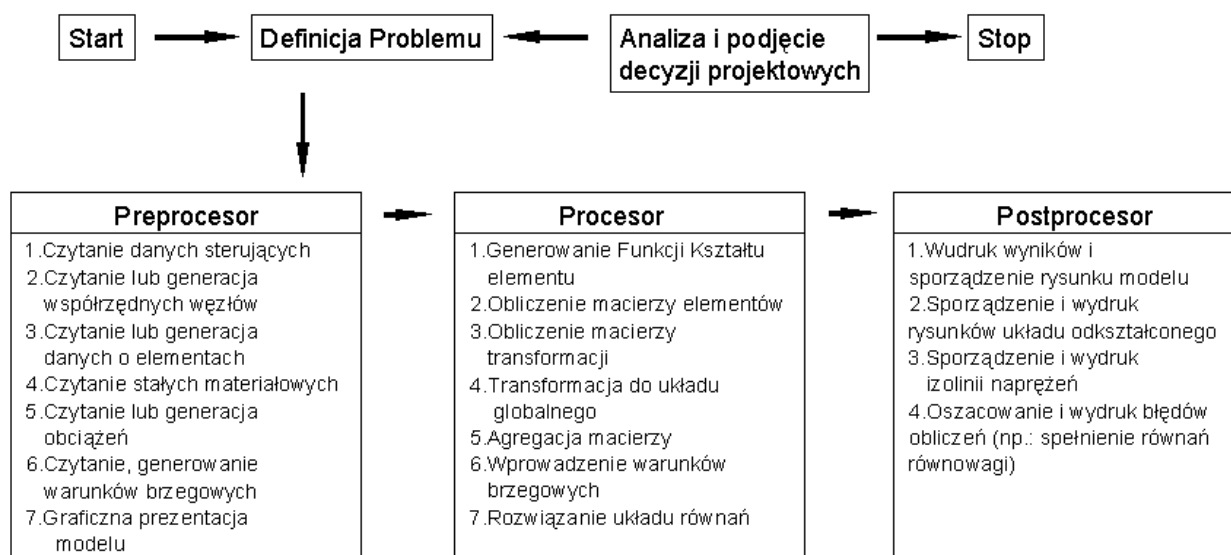 Start
Definicja Problemu
Analiza i podjęcie
decyzji projektowych
Stop
Preprocesor
1.Czytanie danych sterujących
2.Czytanie lub generacja
współrzędnych węzłów
3.Czytanie lub generacja
danych o elementach
4.Czytanie stałych materiałowych
5.Czytanie lub generacja
obciążeń
6.Czytanie, generowanie
warunków brzegowych
7.Graficzna prezentacja
modelu
Procesor
1.Generowanie Funkcji Kształtu
elementu
2.Obliczenie macierzy elementów
3.Obliczenie macierzy
transformacji
4.Transformacja do układu
globalnego
5.Agregacja macierzy
6.Wprowadzenie warunków
brzegowych
7.Rozwiązanie układu równań
Postprocesor
1.Wudruk wyników i
sporządzenie rysunku modelu
2.Sporządzenie i wydruk
rysunków układu odkształconego
3.Sporządzenie i wydruk
izolinii naprężeń
4.Oszacowanie i wydruk błędów
obliczeń (np.: spełnienie równań
równowagi)